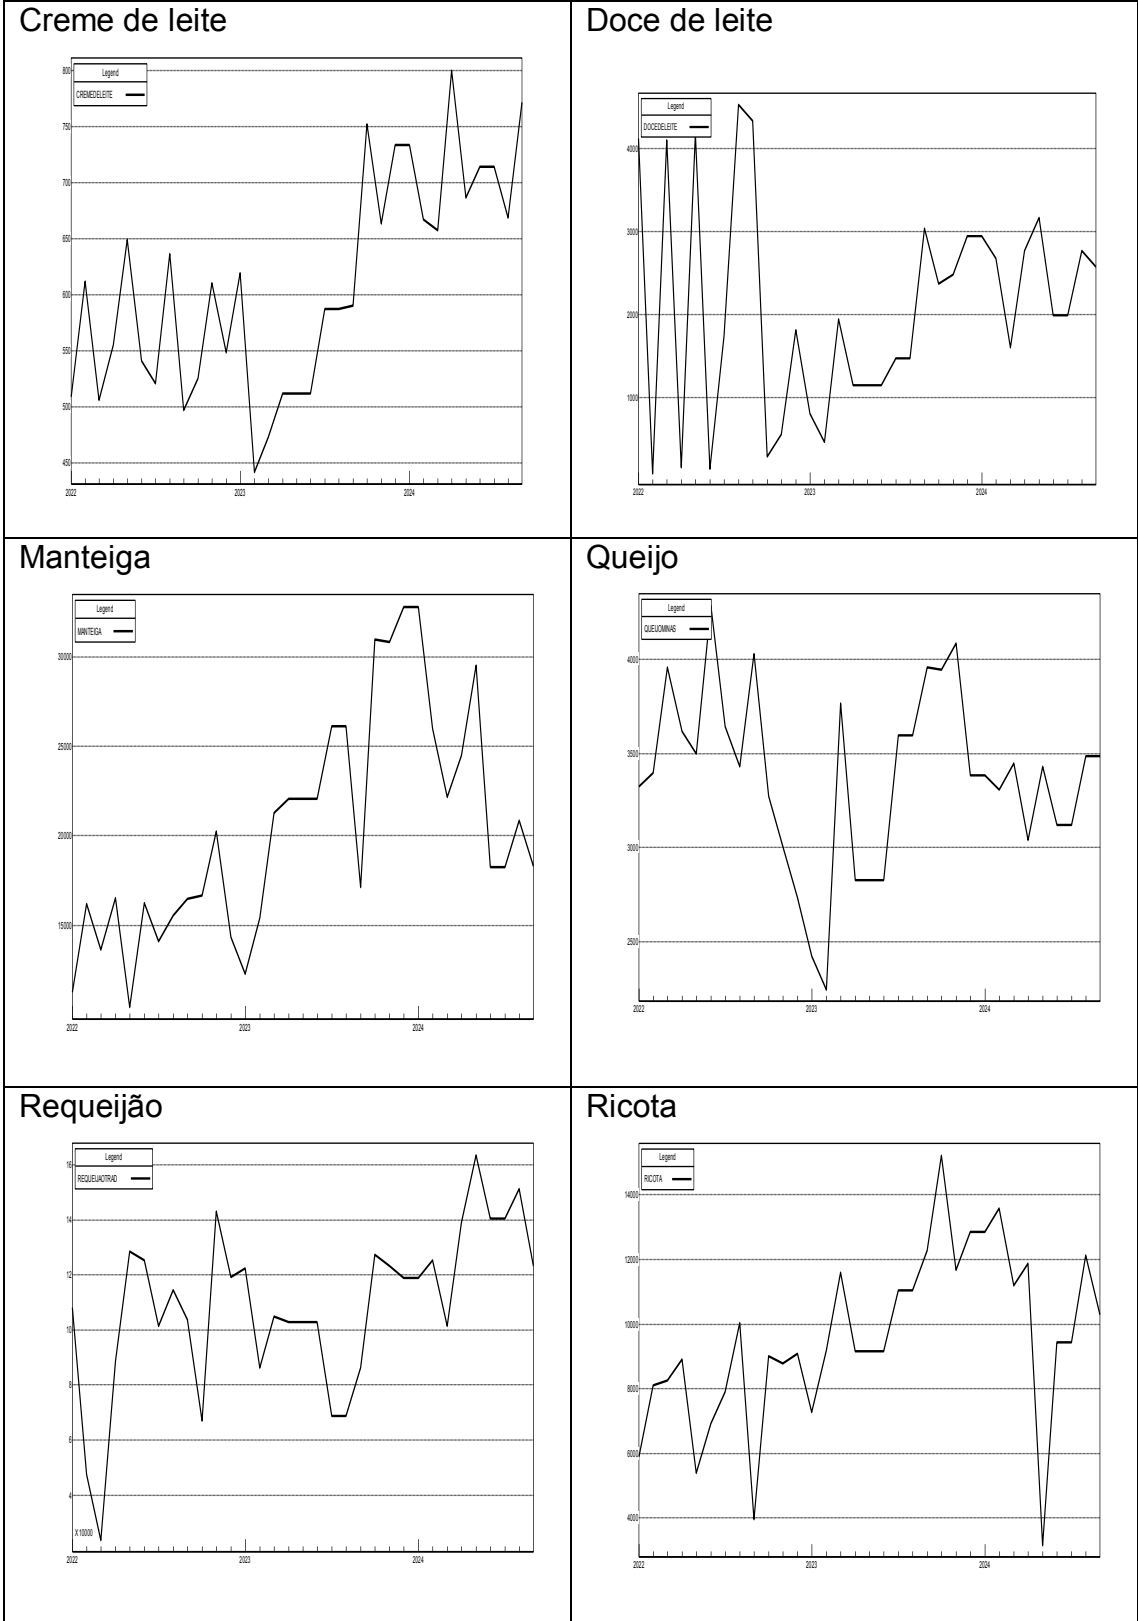 Creme de leite
Legend
CREMEDELEITE
800
750
700
650
600
550
500
450
2022 2023 2024
Doce de leite
Legend
DOCEDELEITE
4000
3000
2000
1000
2022 2023 2024
Manteiga
Legend
MANTEIGA
30000
25000
20000
15000
2022 2023 2024
Queijo
Legend
QUEIJOMINAS
4000
3500
3000
2500
2022 2023 2024
Requeijão
Legend
REQUEIJAOTRAD
16
14
12
10
8
6
4
X 10000
2022 2023 2024
Ricota
Legend
RICOTA
14000
12000
10000
8000
6000
4000
2022 2023 2024